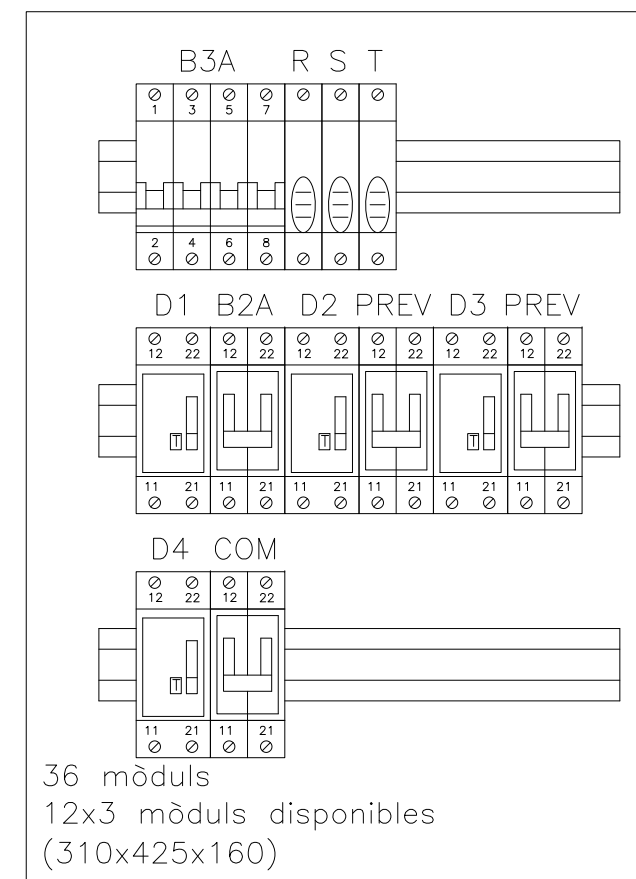 B3A R S T
1 3 5 7
2 4 6 8
D1 B2A D2 PREV D3 PREV
12 22 12 22 12 22 12 22 12 22 12 22
T T T
11 21 11 21 11 21 11 21 11 21 11 21
D4 COM
12 22 12 22
T
11 21 11 21
36 mòduls
12x3 mòduls disponibles
(310x425x160)